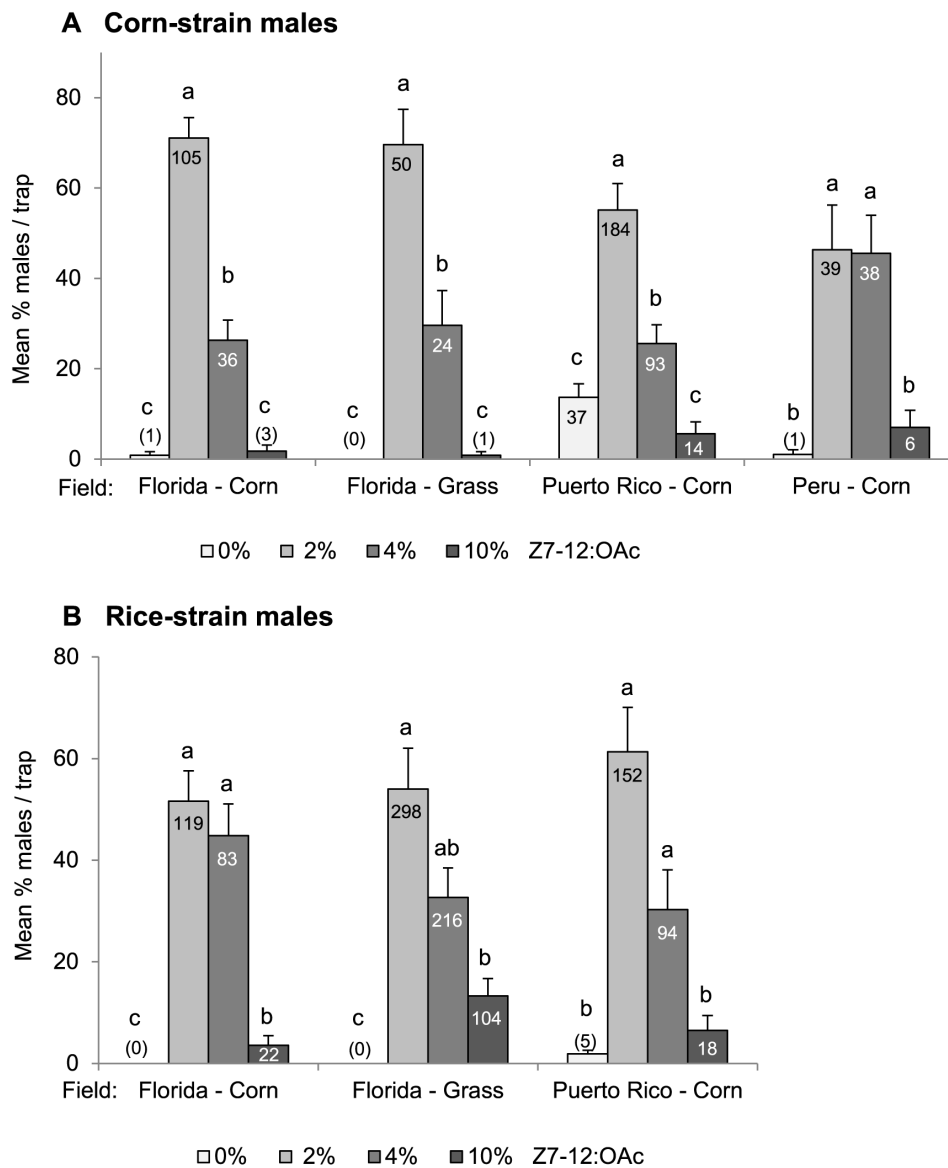 A Corn-strain males
Mean % males / trap
80
60
40
20
0
a
105
b
36
c
(1)
c
(3)
a
50
b
24
c
(0)
c
(1)
a
184
b
93
c
37
c
14
a
39
a
38
b
(1)
b
6
Field: Florida - Corn Florida - Grass Puerto Rico - Corn Peru - Corn
0% 2% 4% 10% Z7-12:OAc
B Rice-strain males
Mean % males / trap
80
60
40
20
0
a
119
a
83
c
(0)
b
22
a
298
ab
216
c
(0)
b
104
a
152
a
94
b
(5)
b
18
Field: Florida - Corn Florida - Grass Puerto Rico - Corn
0% 2% 4% 10% Z7-12:OAc